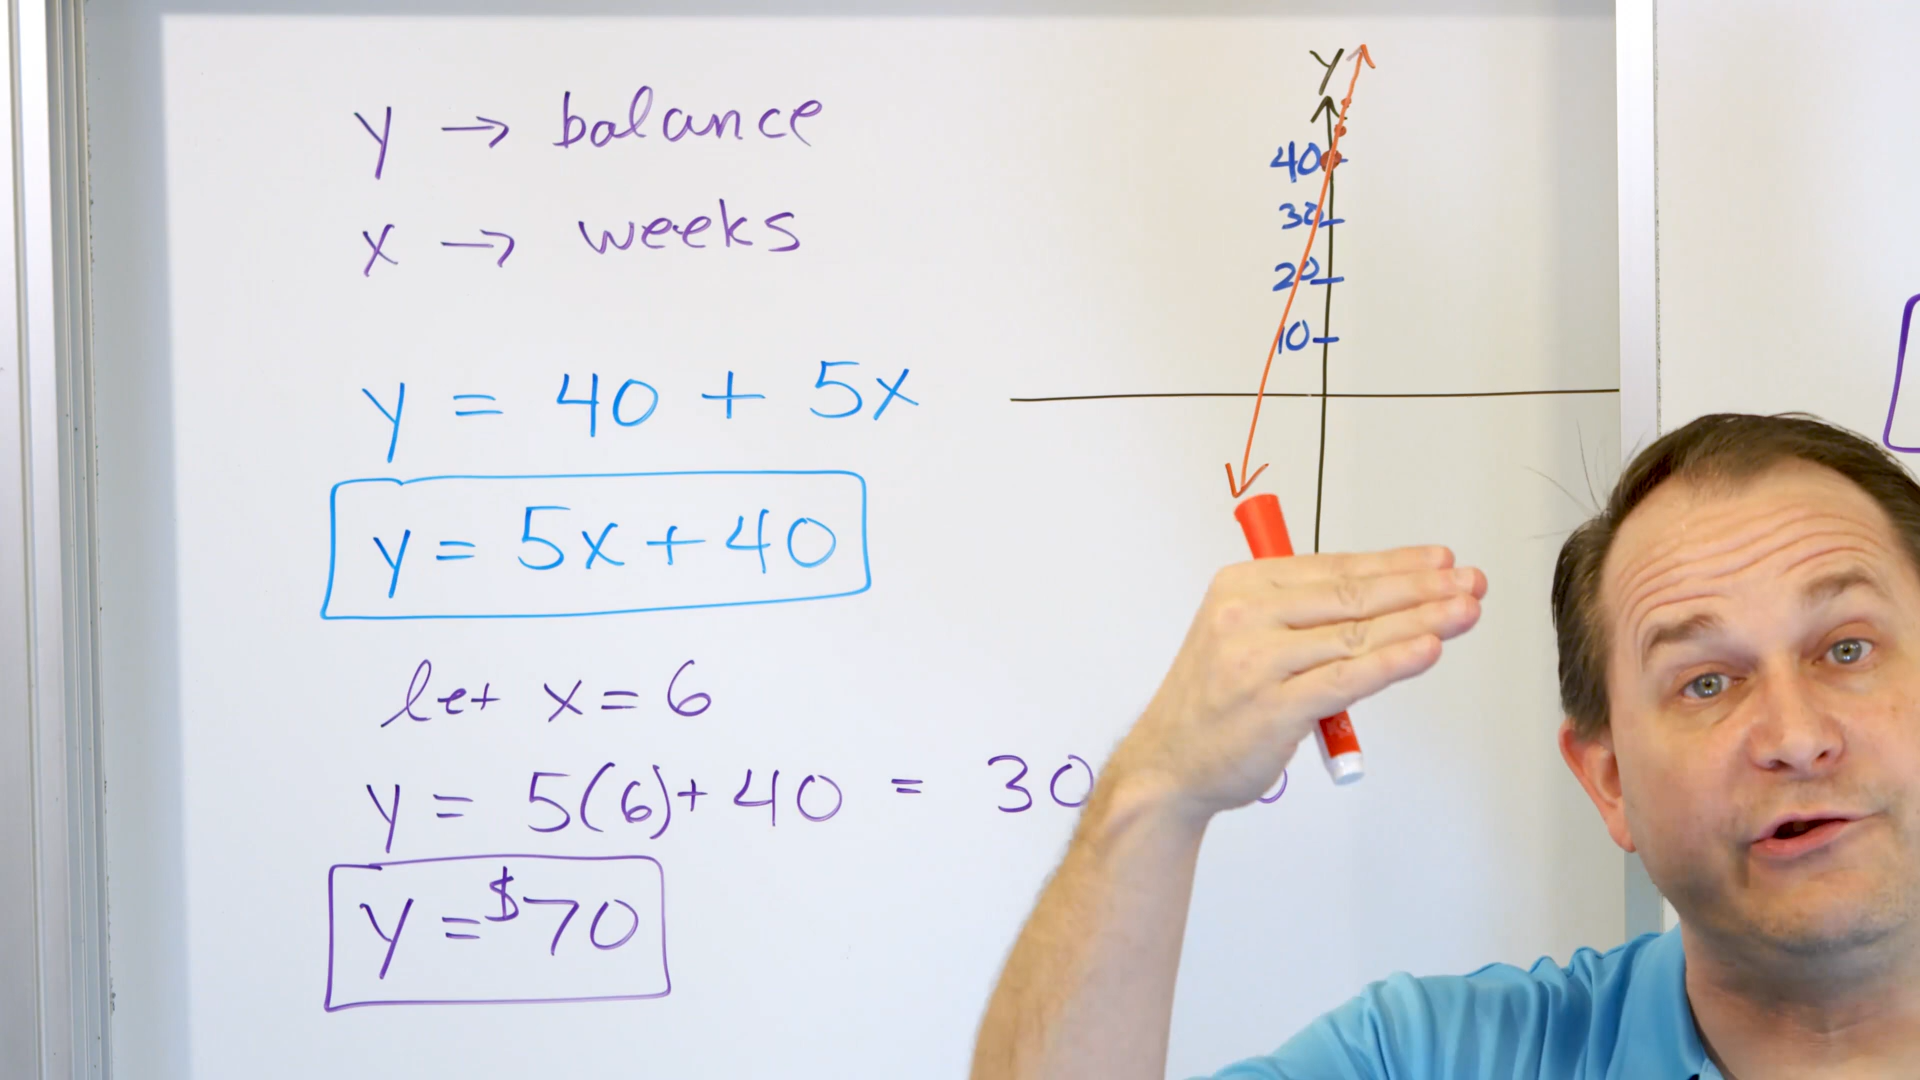 y → balance
x → weeks
y = 40 + 5x
y = 5x + 40
let x = 6
y = 5(6) + 40 = 30
y = $70
y
40
30
20
10